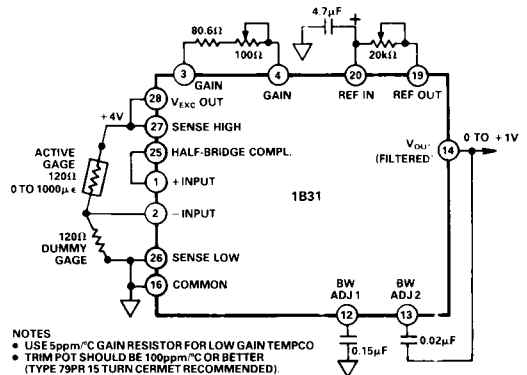 4.7µF
+
80.6Ω
100Ω
20kΩ
3
4
20
19
GAIN
GAIN
REF IN
REF OUT
28
V_EXC OUT
+4V
27
SENSE HIGH
25
HALF-BRIDGE COMPL.
ACTIVE
GAGE
120Ω
0 TO 1000µε
1
+INPUT
2
−INPUT
1B31
V_OUT
(FILTERED)
14
0 TO +1V
120Ω
DUMMY
GAGE
26
SENSE LOW
16
COMMON
BW
ADJ 1
BW
ADJ 2
12
13
0.15µF
0.02µF
NOTES
• USE 5ppm/°C GAIN RESISTOR FOR LOW GAIN TEMPCO
• TRIM POT SHOULD BE 100ppm/°C OR BETTER
(TYPE 79PR 15 TURN CERMET RECOMMENDED).